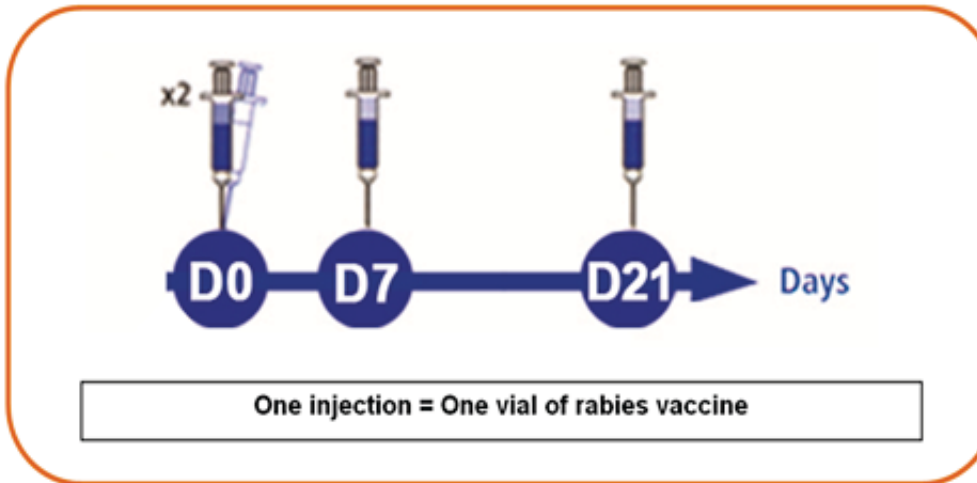 x2
D0 D7 D21 Days
One injection = One vial of rabies vaccine